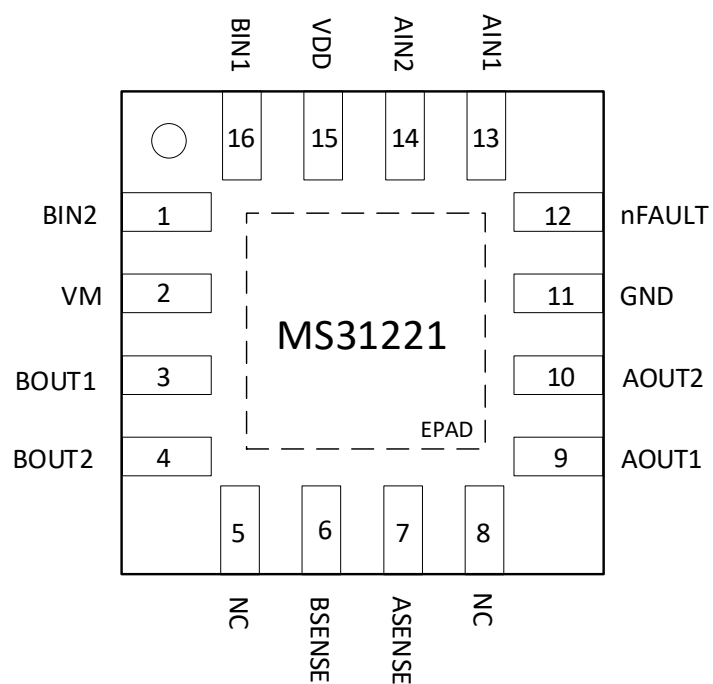 BIN1 VDD AIN2 AIN1
16 15 14 13
BIN2 1 12 nFAULT
VM 2 11 GND
MS31221
BOUT1 3 10 AOUT2
EPAD
BOUT2 4 9 AOUT1
5 6 7 8
NC BSENSE ASENSE NC